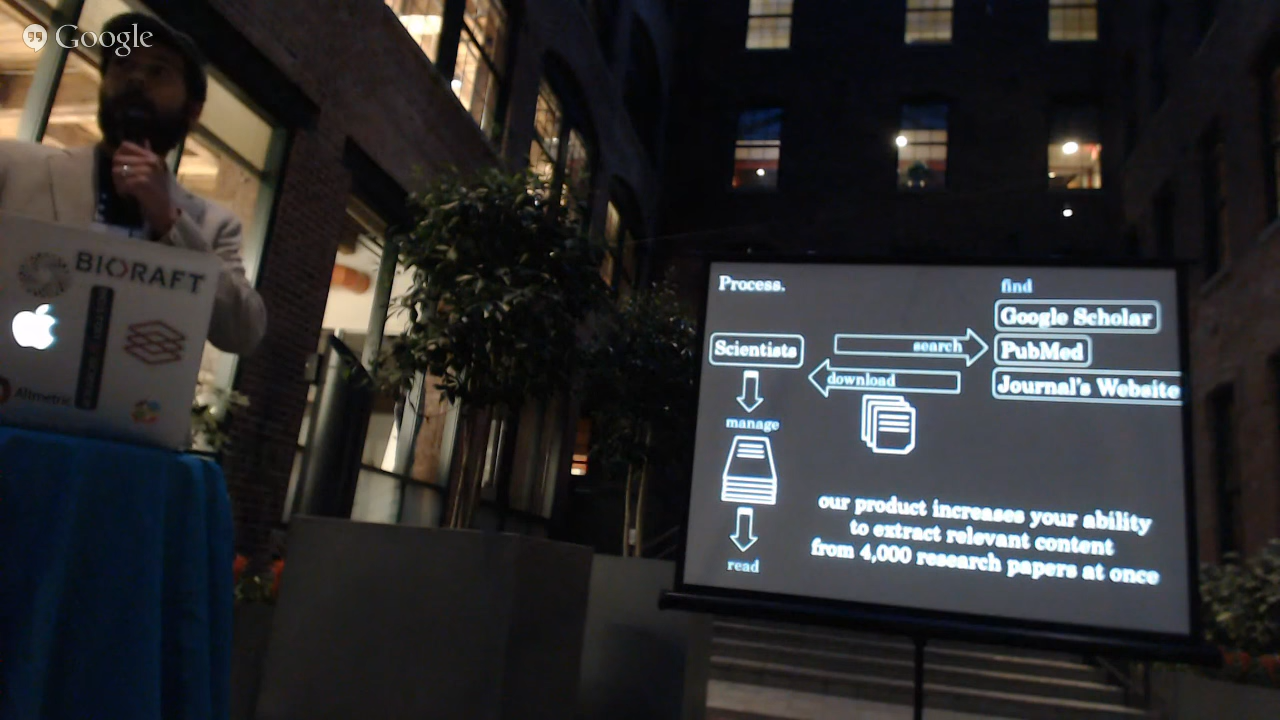 Google
BIORAFT
Altmetric
Process.
find
Google Scholar
Scientists
search
PubMed
download
Journal's Website
manage
our product increases your ability
to extract relevant content
from 4,000 research papers at once
read